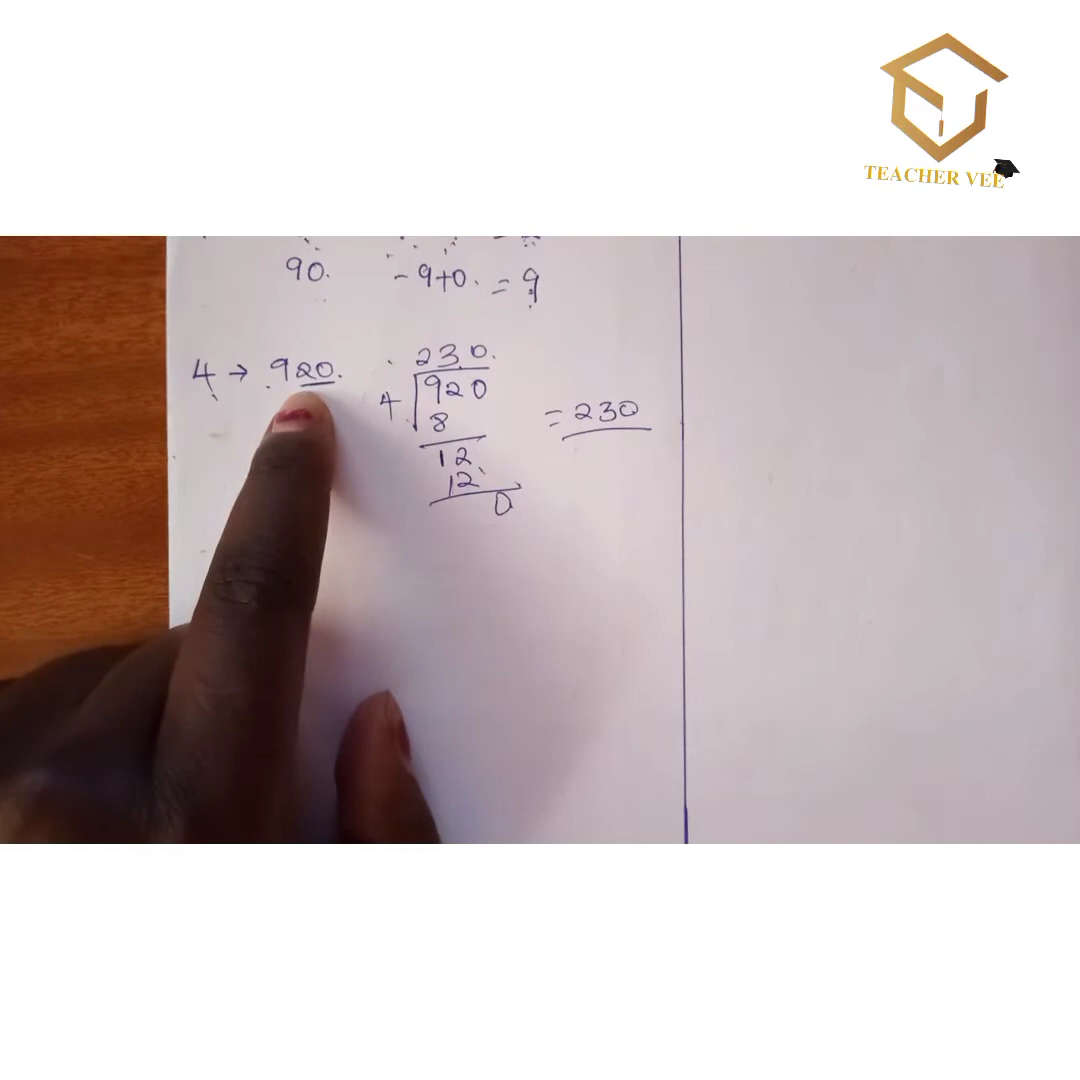 TEACHER VEE
90. - 9+0. = 9
4 → 920. 230.
4 920
8 = 230
12
12
0